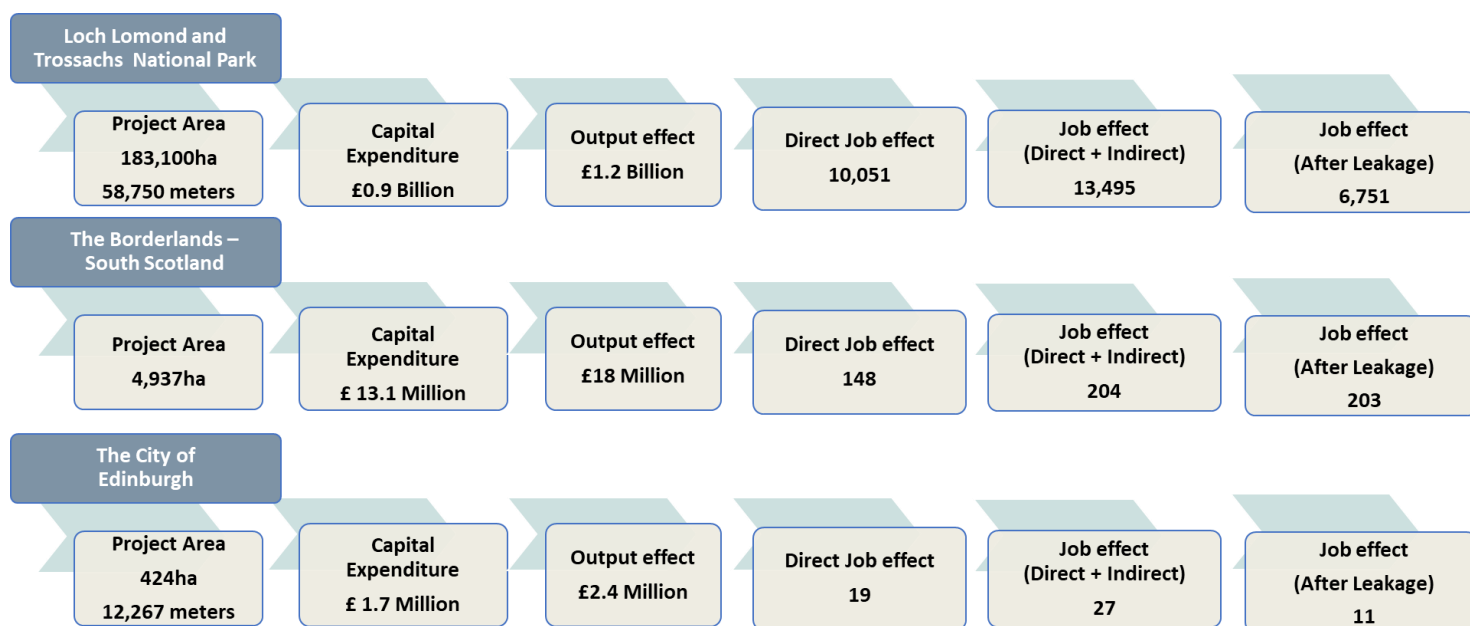 Loch Lomond and
Trossachs National Park
Project Area
183,100ha
58,750 meters
Capital
Expenditure
£0.9 Billion
Output effect
£1.2 Billion
Direct Job effect
10,051
Job effect
(Direct + Indirect)
13,495
Job effect
(After Leakage)
6,751
The Borderlands –
South Scotland
Project Area
4,937ha
Capital
Expenditure
£ 13.1 Million
Output effect
£18 Million
Direct Job effect
148
Job effect
(Direct + Indirect)
204
Job effect
(After Leakage)
203
The City of
Edinburgh
Project Area
424ha
12,267 meters
Capital
Expenditure
£ 1.7 Million
Output effect
£2.4 Million
Direct Job effect
19
Job effect
(Direct + Indirect)
27
Job effect
(After Leakage)
11